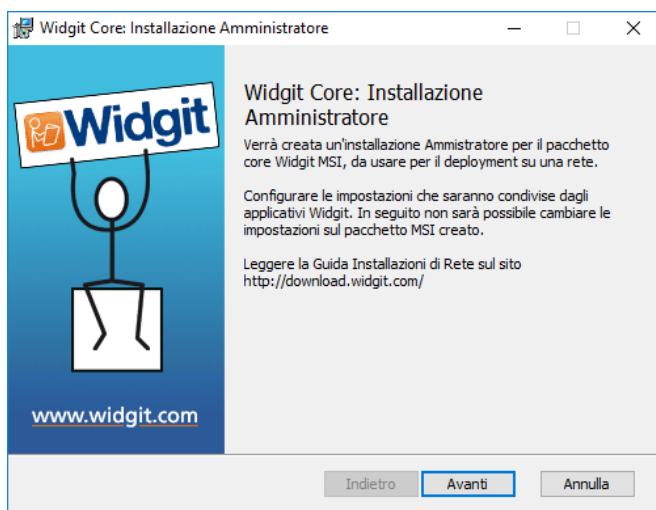 Widgit Core: Installazione Amministratore
Widgit
Widgit Core: Installazione
Amministratore
Verrà creata un'installazione Ammistratore per il pacchetto
core Widgit MSI, da usare per il deployment su una rete.
Configurare le impostazioni che saranno condivise dagli
applicativi Widgit. In seguito non sarà possibile cambiare le
impostazioni sul pacchetto MSI creato.
Leggere la Guida Installazioni di Rete sul sito
http://download.widgit.com/
www.widgit.com
Indietro
Avanti
Annulla